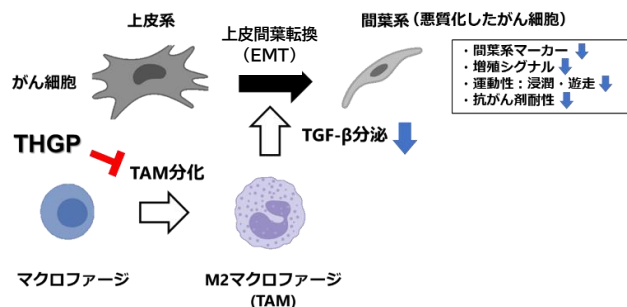 上皮系
上皮間葉転換
（EMT）
間葉系（悪質化したがん細胞）
がん細胞
・間葉系マーカー
・増殖シグナル
・運動性：浸潤・遊走
・抗がん剤耐性
THGP
TAM分化
TGF-β分泌
マクロファージ
M2マクロファージ
(TAM)